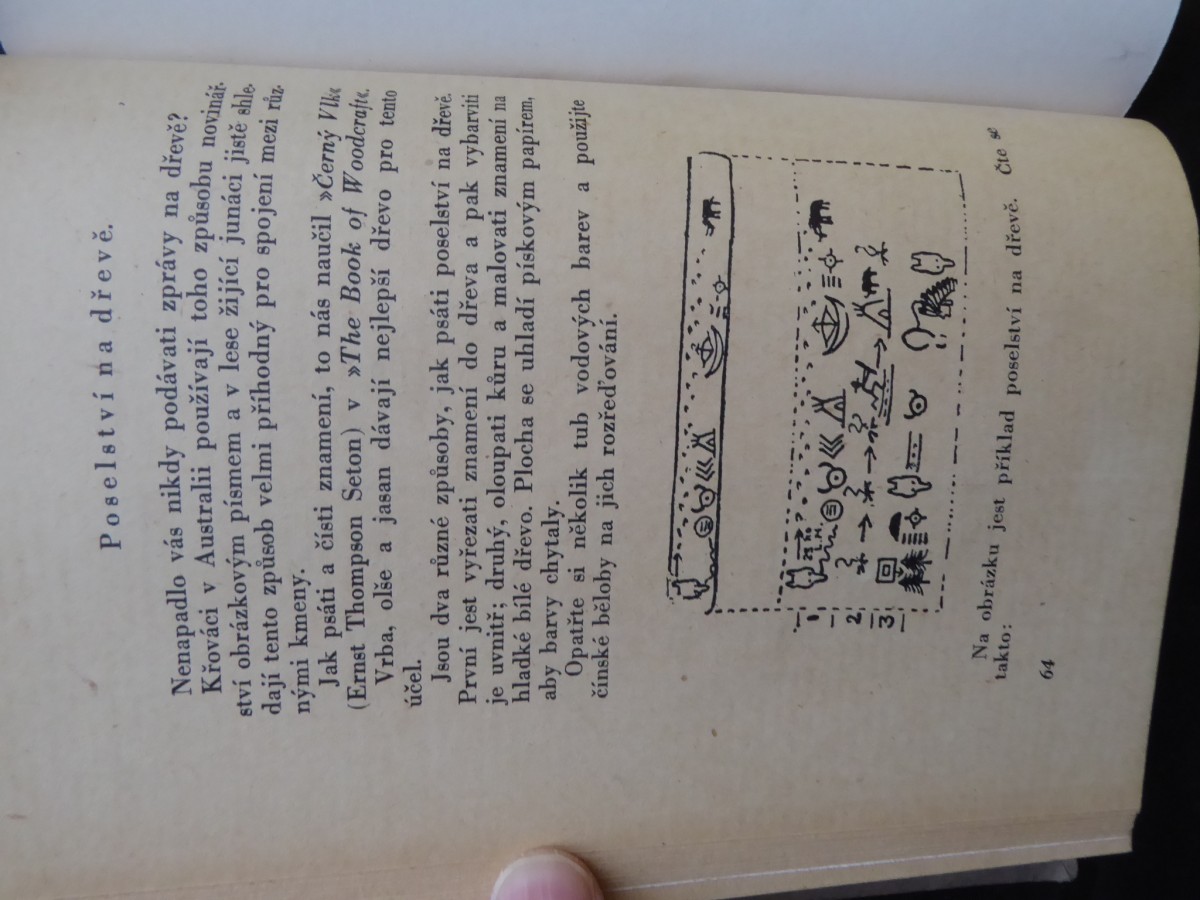 Poselství na dřevě.
Nenapadlo vás nikdy podávati zprávy na dřevě?
Křováci v Australii používají toho způsobu novinář-
ství obrázkovým písmem a v lese žijící junáci jistě shle-
dají tento způsob velmi příhodný pro spojení mezi růz-
nými kmeny.
Jak psáti a čísti znamení, to nás naučil »Černý Vlk«
(Ernst Thompson Seton) v »The Book of Woodcraft«.
Vrba, olše a jasan dávají nejlepší dřevo pro tento
účel.
Jsou dva různé způsoby, jak psáti poselství na dřevě.
První jest vyřezati znamení do dřeva a pak vybarviti
je uvnitř; druhý, oloupati kůru a malovati znamení na
hladké bílé dřevo. Plocha se uhladí pískovým papírem,
aby barvy chytaly.
Opatřte si několik tub vodových barev a použijte
čínské běloby na jich rozřeďování.
1
2
3
Na obrázku jest příklad poselství na dřevě. Čte se
takto:
64